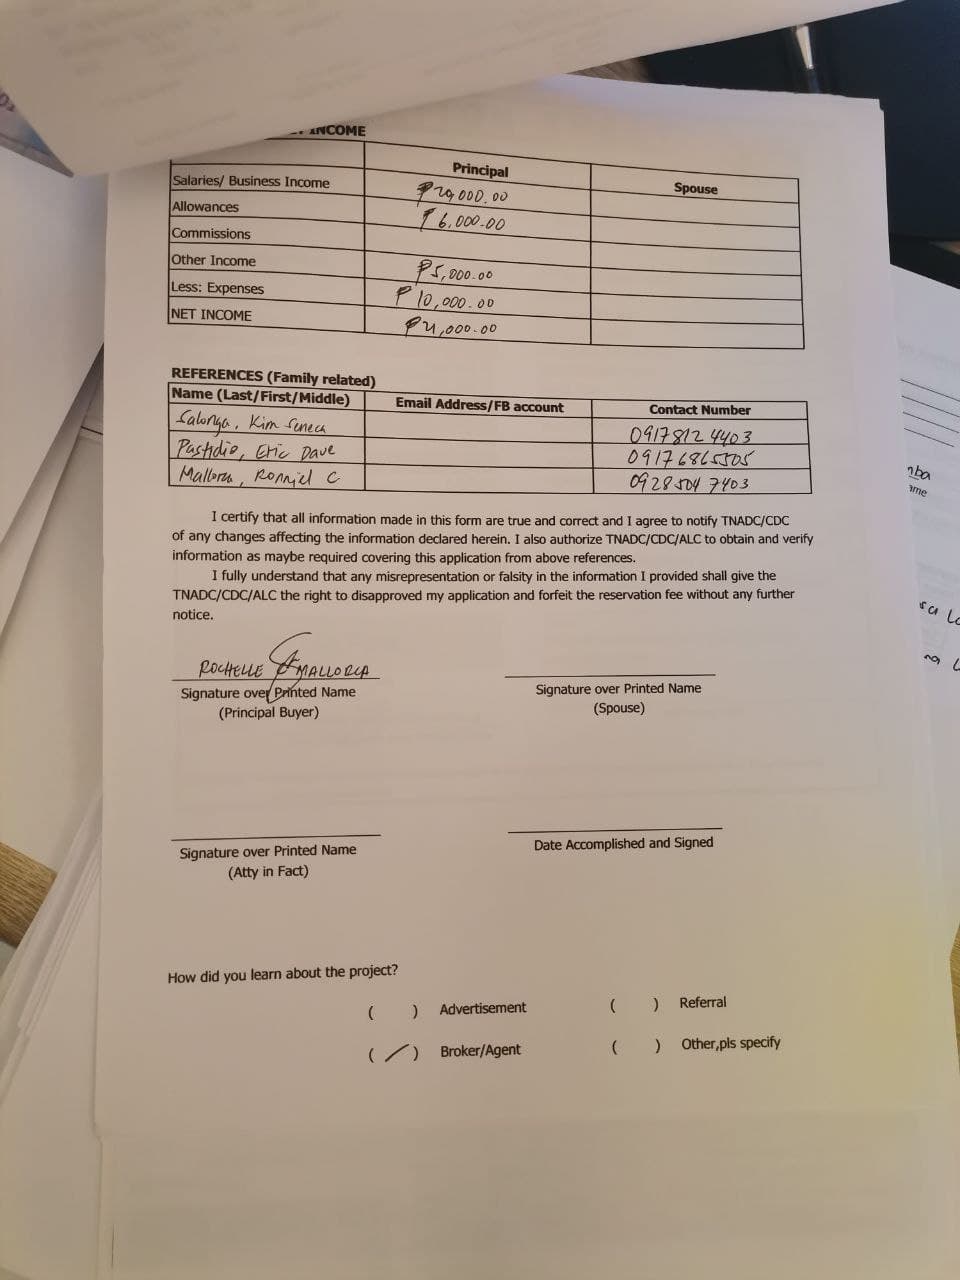 INCOME
Principal Spouse
Salaries/ Business Income ₱29,000.00
Allowances ₱6,000.00
Commissions
Other Income ₱5,000.00
Less: Expenses ₱10,000.00
NET INCOME ₱21,000.00
REFERENCES (Family related)
Name (Last/First/Middle) Email Address/FB account Contact Number
Salonga, Kim Seneca 0917 812 4403
Pastidio, Eric Dave 0917 6865505
Mallorca, Ronnjel C 0928 504 7403
I certify that all information made in this form are true and correct and I agree to notify TNADC/CDC
of any changes affecting the information declared herein. I also authorize TNADC/CDC/ALC to obtain and verify
information as maybe required covering this application from above references.
I fully understand that any misrepresentation or falsity in the information I provided shall give the
TNADC/CDC/ALC the right to disapproved my application and forfeit the reservation fee without any further
notice.
ROCHELLE MALLORCA
Signature over Printed Name Signature over Printed Name
(Principal Buyer) (Spouse)
Signature over Printed Name Date Accomplished and Signed
(Atty in Fact)
How did you learn about the project?
( ) Advertisement ( ) Referral
(/) Broker/Agent ( ) Other,pls specify